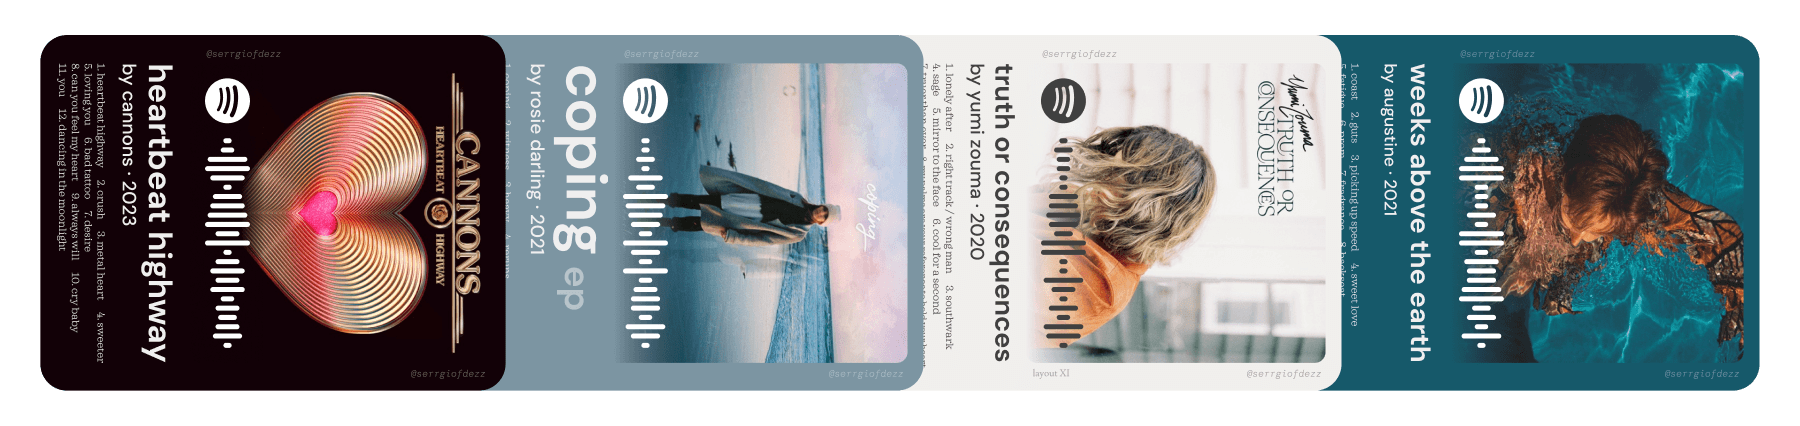 @serrgiofdezz
CANNONS
HEARTBEAT HIGHWAY
heartbeat highway
by cannons · 2023
1. heartbeat highway 2. crush 3. metal heart 4. sweeter
5. loving you 6. bad tattoo 7. desire
8. can you feel my heart 9. always will 10. cry baby
11. you 12. dancing in the moonlight
@serrgiofdezz
@serrgiofdezz
coping
coping ep
by rosie darling · 2021
@serrgiofdezz
@serrgiofdezz
Yumi Zouma
TRUTH OR
CONSEQUENCES
truth or consequences
by yumi zouma · 2020
1. lonely after 2. right track / wrong man 3. southwark
4. sage 5. mirror to the face 6. cool for a second
layout XI
@serrgiofdezz
weeks above the earth
by augustine · 2021
1. coast 2. guts 3. picking up speed 4. sweet love
@serrgiofdezz